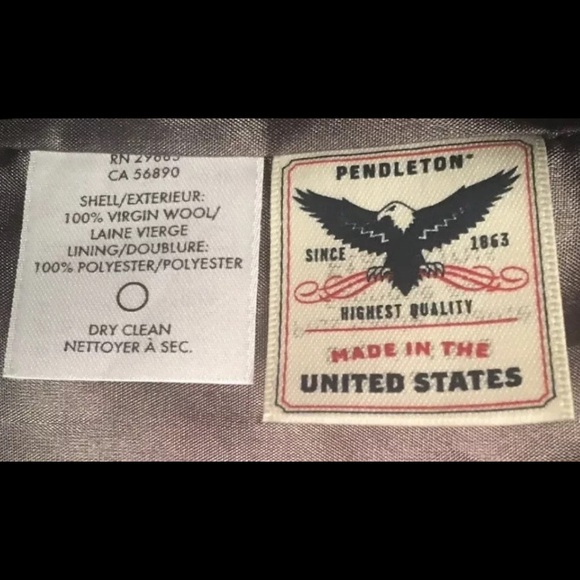 CA 56890
SHELL/EXTERIEUR:
100% VIRGIN WOOL/
LAINE VIERGE
LINING/DOUBLURE:
100% POLYESTER/POLYESTER
DRY CLEAN
NETTOYER À SEC.
PENDLETON
SINCE 1863
HIGHEST QUALITY
MADE IN THE
UNITED STATES